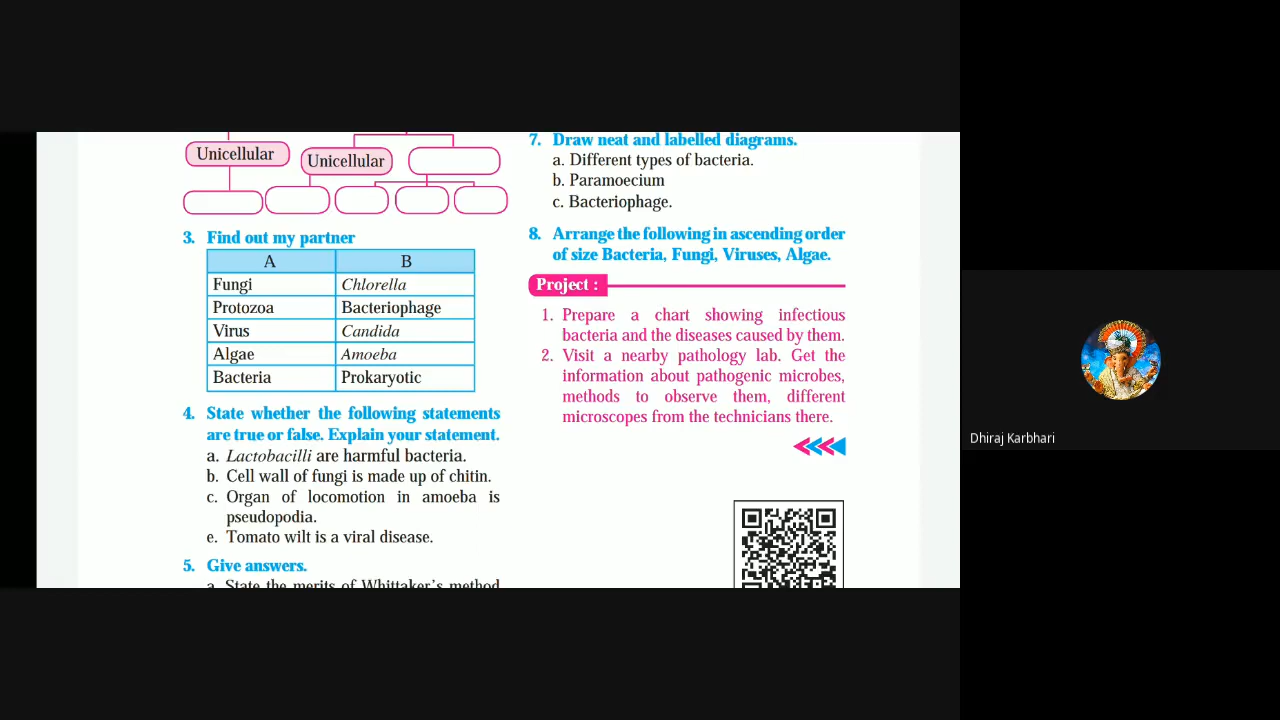 Unicellular
Unicellular
3. Find out my partner
A B
Fungi Chlorella
Protozoa Bacteriophage
Virus Candida
Algae Amoeba
Bacteria Prokaryotic
4. State whether the following statements
are true or false. Explain your statement.
a. Lactobacilli are harmful bacteria.
b. Cell wall of fungi is made up of chitin.
c. Organ of locomotion in amoeba is
pseudopodia.
e. Tomato wilt is a viral disease.
5. Give answers.
a. State the merits of Whittaker's method
7. Draw neat and labelled diagrams.
a. Different types of bacteria.
b. Paramoecium
c. Bacteriophage.
8. Arrange the following in ascending order
of size Bacteria, Fungi, Viruses, Algae.
Project :
1. Prepare a chart showing infectious
bacteria and the diseases caused by them.
2. Visit a nearby pathology lab. Get the
information about pathogenic microbes,
methods to observe them, different
microscopes from the technicians there.
Dhiraj Karbhari